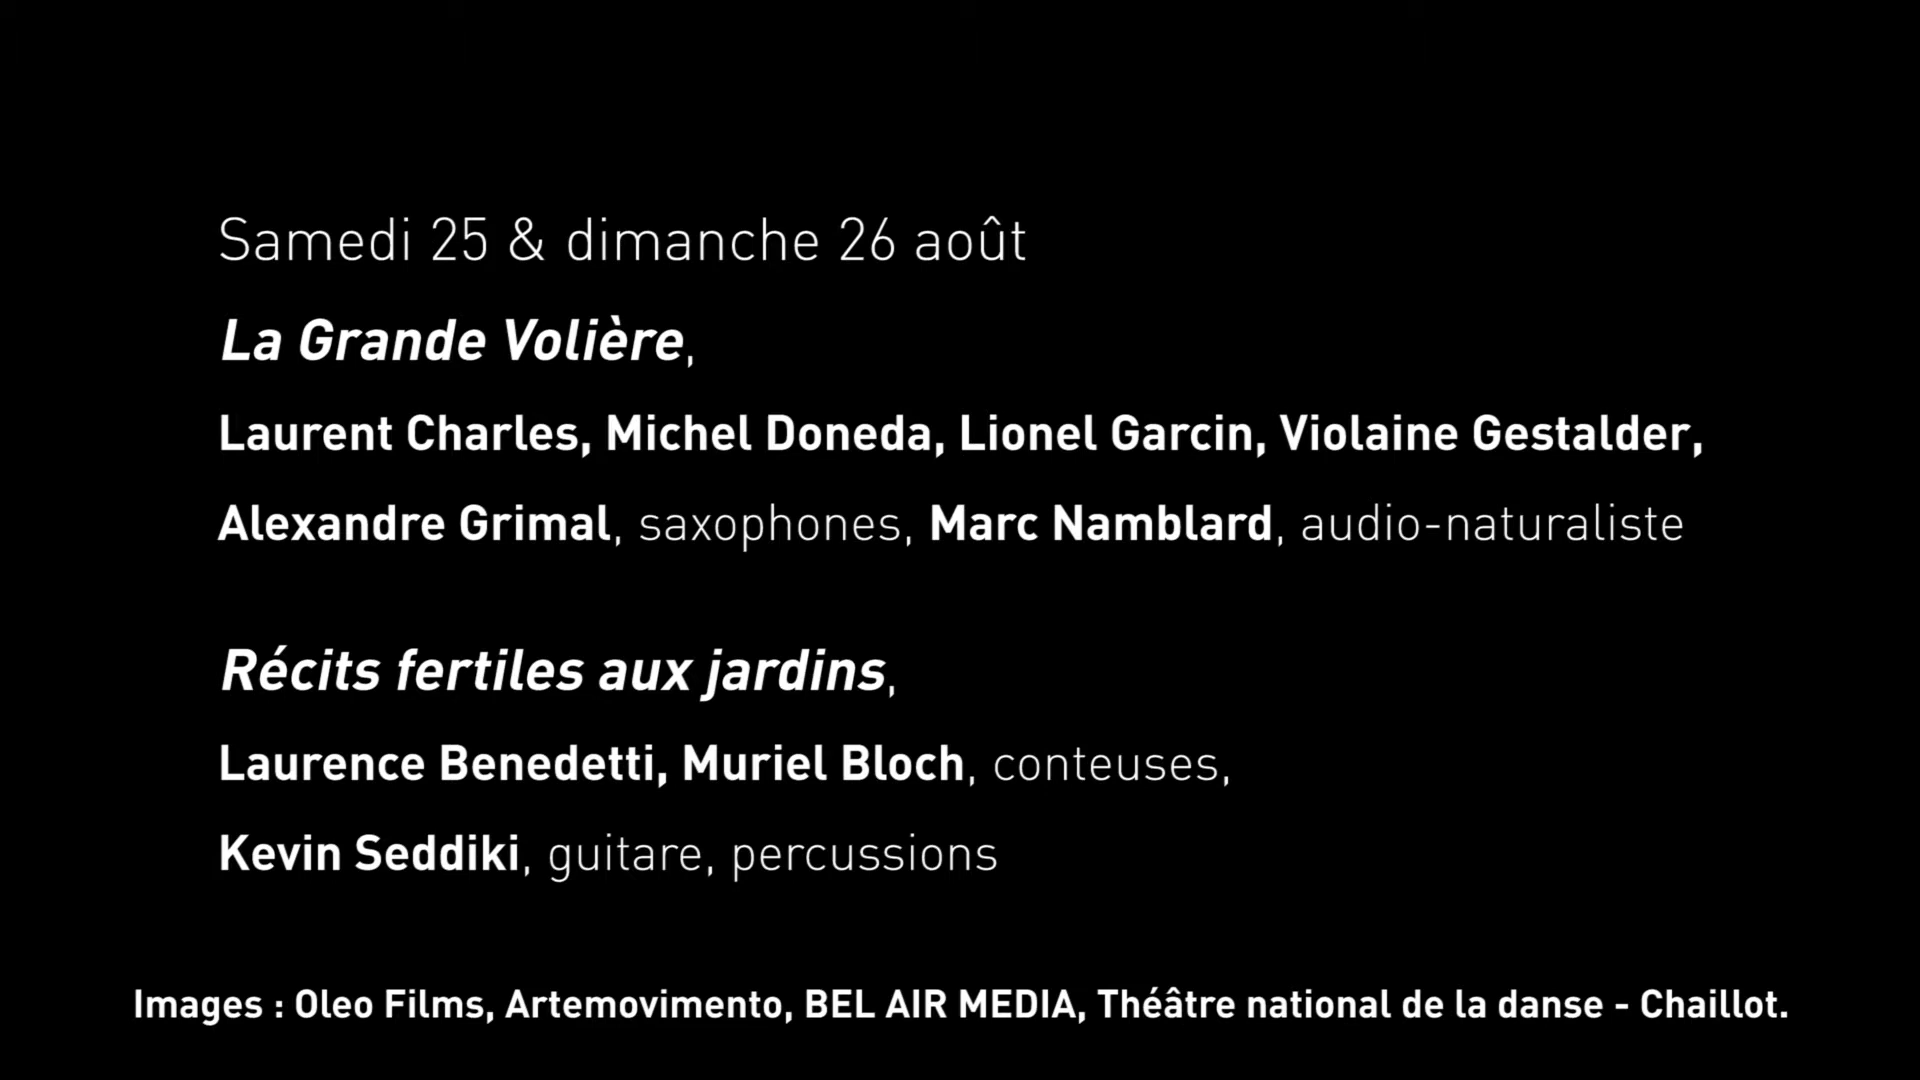 Samedi 25 & dimanche 26 août
La Grande Volière,
Laurent Charles, Michel Doneda, Lionel Garcin, Violaine Gestalder,
Alexandre Grimal, saxophones, Marc Namblard, audio-naturaliste
Récits fertiles aux jardins,
Laurence Benedetti, Muriel Bloch, conteuses,
Kevin Seddiki, guitare, percussions
Images : Oleo Films, Artemovimento, BEL AIR MEDIA, Théâtre national de la danse - Chaillot.